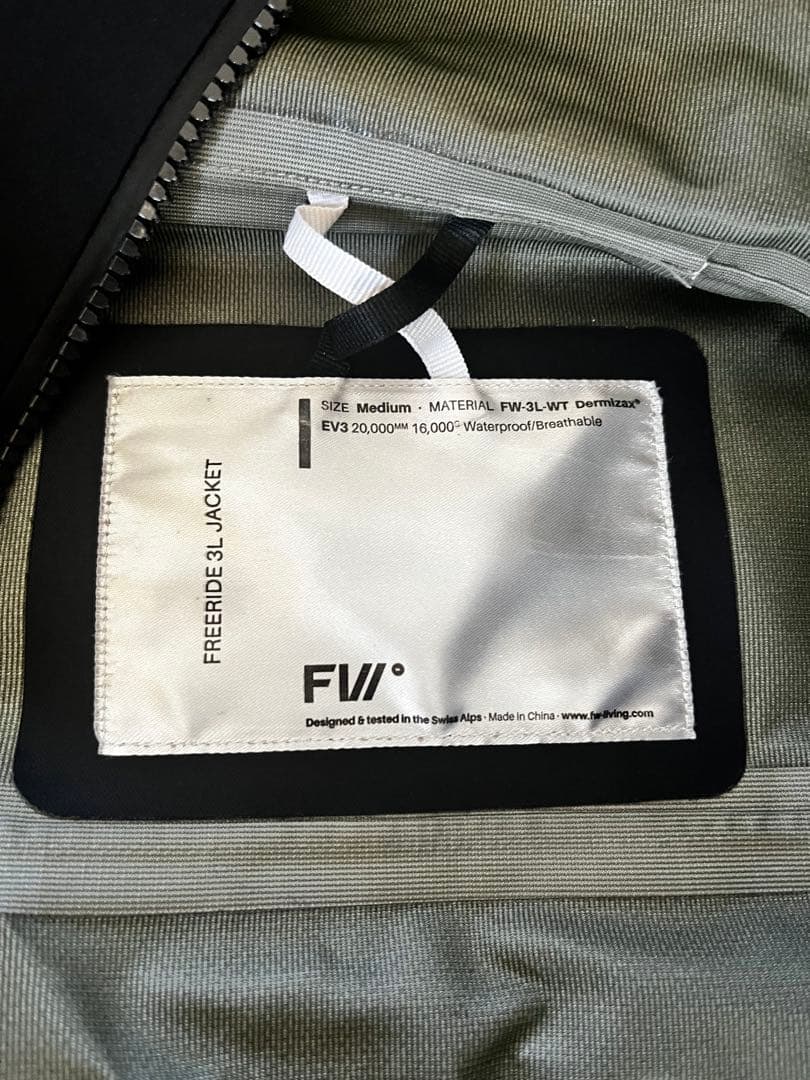 SIZE Medium · MATERIAL FW-3L-WT Dermizax®
EV3 20,000MM 16,000G Waterproof/Breathable
FREERIDE 3L JACKET
FW°
Designed & tested in the Swiss Alps · Made in China · www.fw-living.com